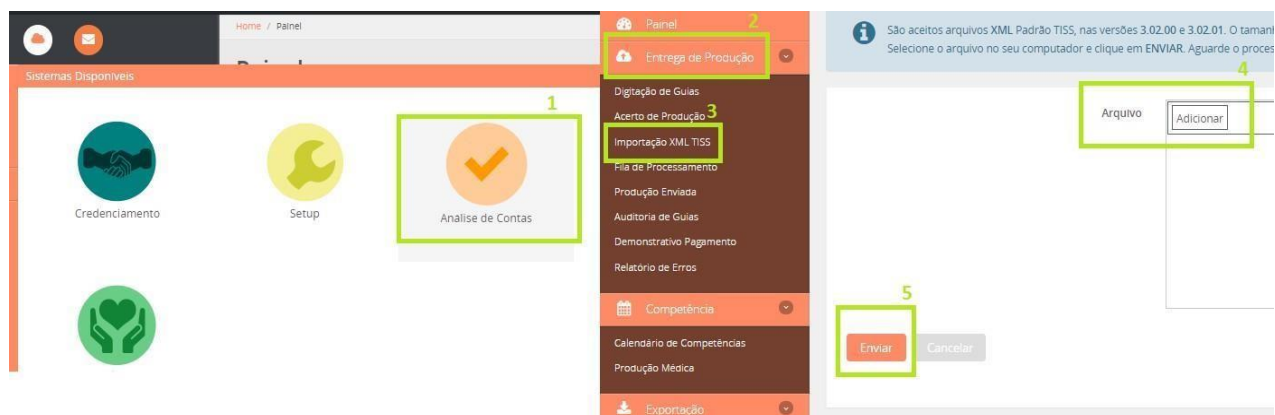 Home / Painel
Sistemas Disponíveis
1
Credenciamento
Setup
Analise de Contas
Painel
2
Entrega de Produção
Digitação de Guias
Acerto de Produção
3
Importação XML TISS
Fila de Processamento
Produção Enviada
Auditoria de Guias
Demonstrativo Pagamento
Relatório de Erros
Competência
Calendário de Competências
Produção Médica
Exportação
São aceitos arquivos XML Padrão TISS, nas versões 3.02.00 e 3.02.01. O tamanh
Selecione o arquivo no seu computador e clique em ENVIAR. Aguarde o proces
4
Arquivo
Adicionar
5
Enviar
Cancelar